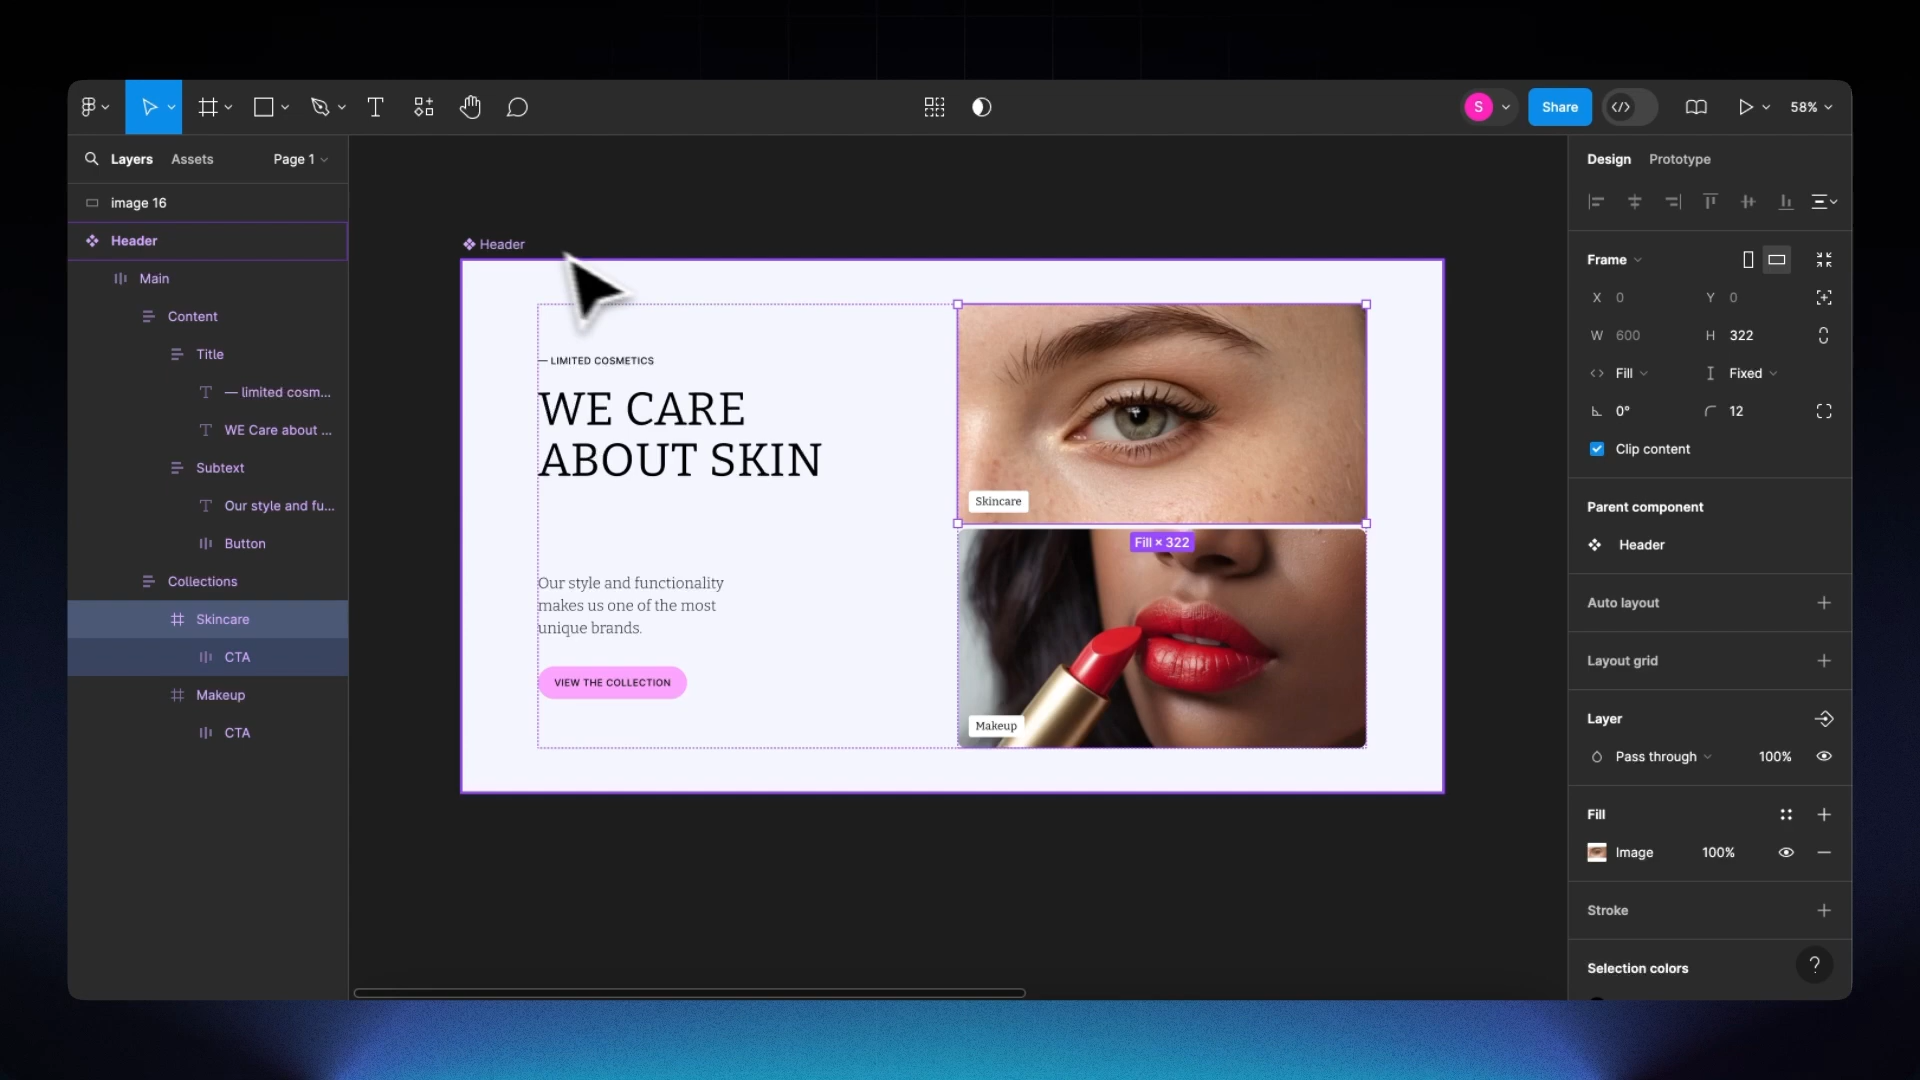 S
Share
58%
Layers
Assets
Page 1
image 16
Header
Main
Content
Title
— limited cosm...
WE Care about ...
Subtext
Our style and fu...
Button
Collections
Skincare
CTA
Makeup
CTA
Header
— LIMITED COSMETICS
WE CARE
ABOUT SKIN
Our style and functionality
makes us one of the most
unique brands.
VIEW THE COLLECTION
Skincare
Fill × 322
Makeup
Design
Prototype
Frame
X 0
Y 0
W 600
H 322
Fill
Fixed
0°
12
Clip content
Parent component
Header
Auto layout
Layout grid
Layer
Pass through
100%
Fill
Image
100%
Stroke
Selection colors
?